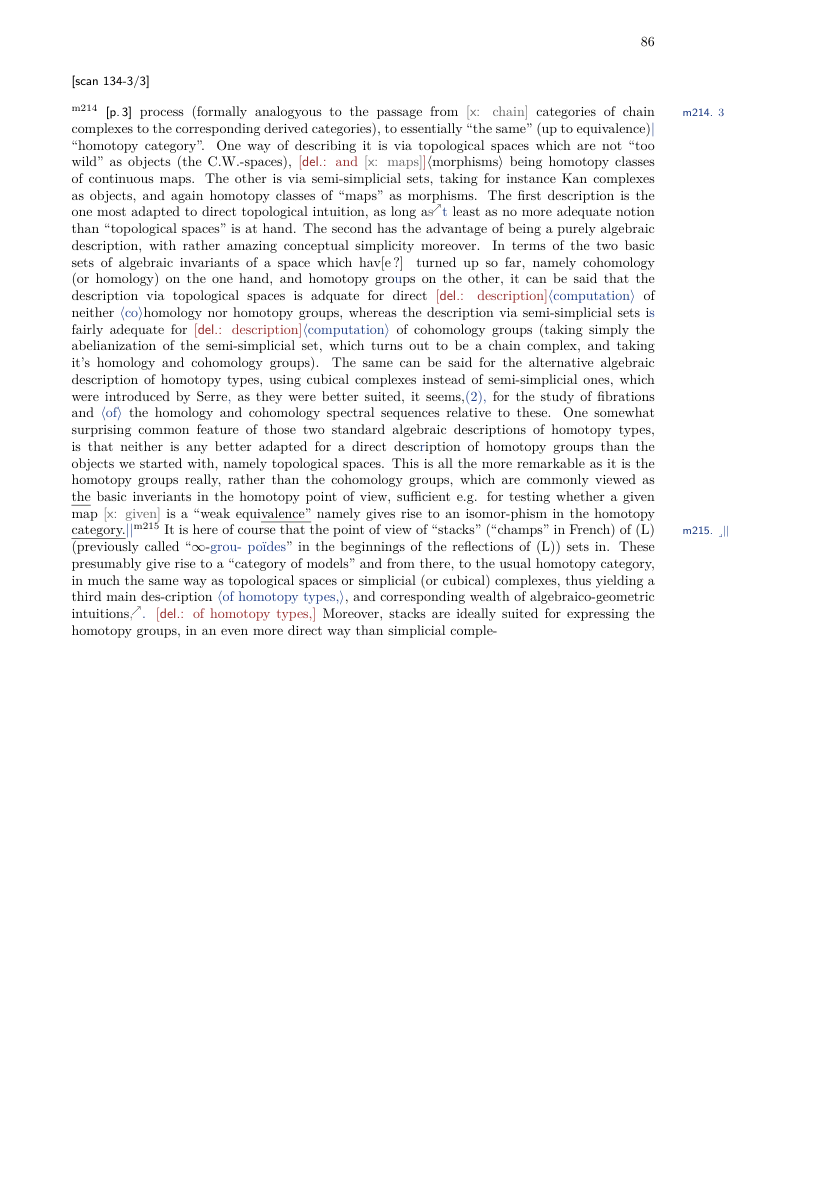 86
[scan 134-3/3]
m214 [p. 3] process (formally analogyous to the passage from [x: chain] categories of chain m214. 3
complexes to the corresponding derived categories), to essentially “the same” (up to equivalence)|
“homotopy category”. One way of describing it is via topological spaces which are not “too
wild” as objects (the C.W.-spaces), [del.: and [x: maps]]⟨morphisms⟩ being homotopy classes
of continuous maps. The other is via semi-simplicial sets, taking for instance Kan complexes
as objects, and again homotopy classes of “maps” as morphisms. The first description is the
one most adapted to direct topological intuition, as long as↗t least as no more adequate notion
than “topological spaces” is at hand. The second has the advantage of being a purely algebraic
description, with rather amazing conceptual simplicity moreover. In terms of the two basic
sets of algebraic invariants of a space which hav[e ?] turned up so far, namely cohomology
(or homology) on the one hand, and homotopy groups on the other, it can be said that the
description via topological spaces is adquate for direct [del.: description]⟨computation⟩ of
neither ⟨co⟩homology nor homotopy groups, whereas the description via semi-simplicial sets is
fairly adequate for [del.: description]⟨computation⟩ of cohomology groups (taking simply the
abelianization of the semi-simplicial set, which turns out to be a chain complex, and taking
it’s homology and cohomology groups). The same can be said for the alternative algebraic
description of homotopy types, using cubical complexes instead of semi-simplicial ones, which
were introduced by Serre, as they were better suited, it seems,(2), for the study of fibrations
and ⟨of⟩ the homology and cohomology spectral sequences relative to these. One somewhat
surprising common feature of those two standard algebraic descriptions of homotopy types,
is that neither is any better adapted for a direct description of homotopy groups than the
objects we started with, namely topological spaces. This is all the more remarkable as it is the
homotopy groups really, rather than the cohomology groups, which are commonly viewed as
the basic inveriants in the homotopy point of view, sufficient e.g. for testing whether a given
map [x: given] is a “weak equivalence” namely gives rise to an isomor-phism in the homotopy
category.||m215 It is here of course that the point of view of “stacks” (“champs” in French) of (L) m215. ⌟||
(previously called “∞-grou- poïdes” in the beginnings of the reflections of (L)) sets in. These
presumably give rise to a “category of models” and from there, to the usual homotopy category,
in much the same way as topological spaces or simplicial (or cubical) complexes, thus yielding a
third main des-cription ⟨of homotopy types,⟩, and corresponding wealth of algebraico-geometric
intuitions,↗. [del.: of homotopy types,] Moreover, stacks are ideally suited for expressing the
homotopy groups, in an even more direct way than simplicial comple-